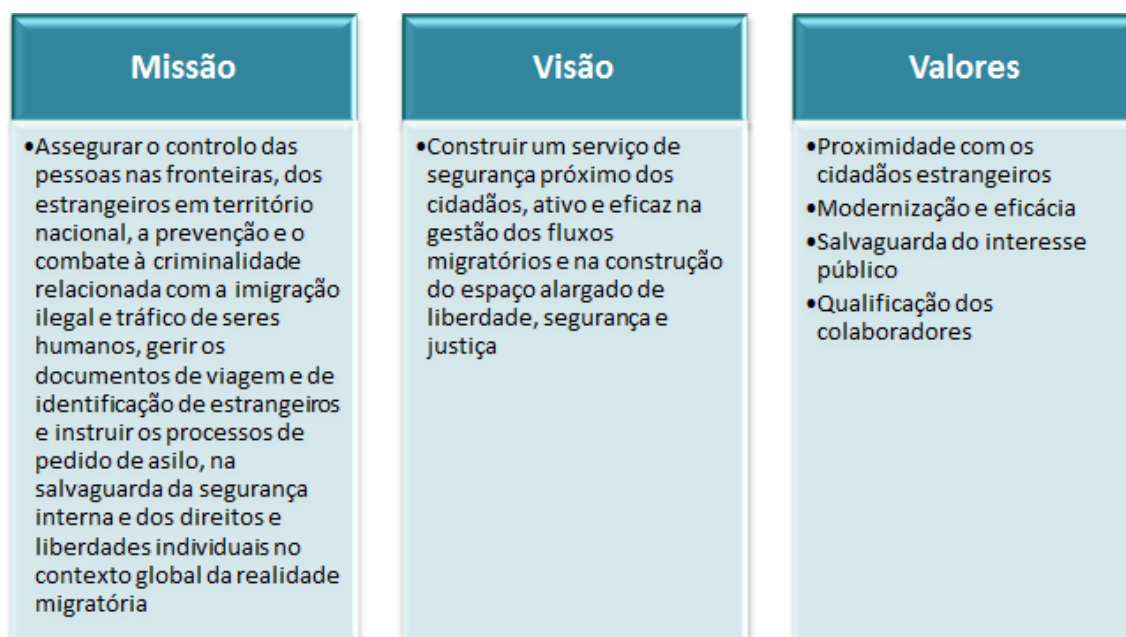 Missão
•Assegurar o controlo das
pessoas nas fronteiras, dos
estrangeiros em território
nacional, a prevenção e o
combate à criminalidade
relacionada com a imigração
ilegal e tráfico de seres
humanos, gerir os
documentos de viagem e de
identificação de estrangeiros
e instruir os processos de
pedido de asilo, na
salvaguarda da segurança
interna e dos direitos e
liberdades individuais no
contexto global da realidade
migratória
Visão
•Construir um serviço de
segurança próximo dos
cidadãos, ativo e eficaz na
gestão dos fluxos
migratórios e na construção
do espaço alargado de
liberdade, segurança e
justiça
Valores
•Proximidade com os
cidadãos estrangeiros
•Modernização e eficácia
•Salvaguarda do interesse
público
•Qualificação dos
colaboradores